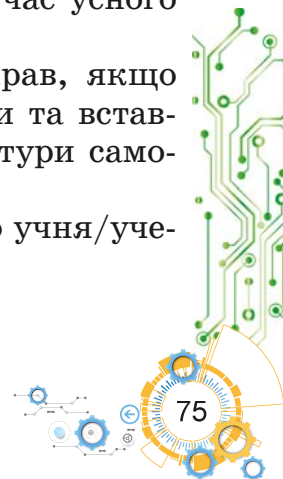 час усного
рав, якщо
и та встав-
тури само-
учня/уче-
75